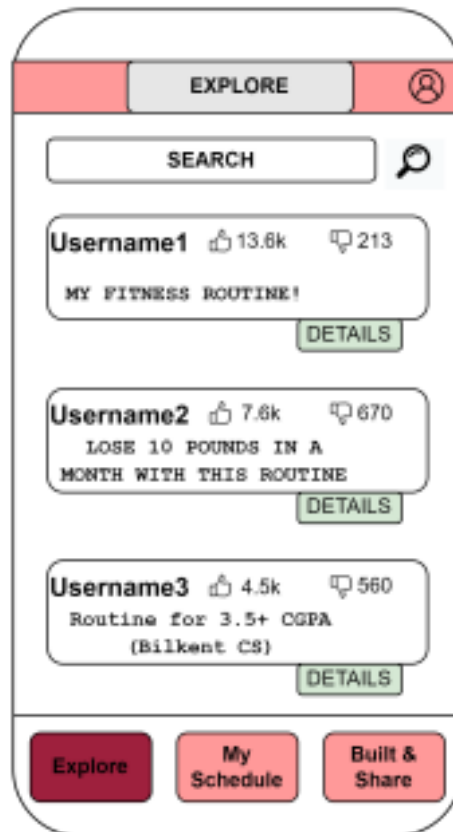 EXPLORE
SEARCH
Username1 13.6k 213
MY FITNESS ROUTINE!
DETAILS
Username2 7.6k 670
LOSE 10 POUNDS IN A
MONTH WITH THIS ROUTINE
DETAILS
Username3 4.5k 560
Routine for 3.5+ CGPA
(Bilkent CS)
DETAILS
Explore
My
Schedule
Built &
Share